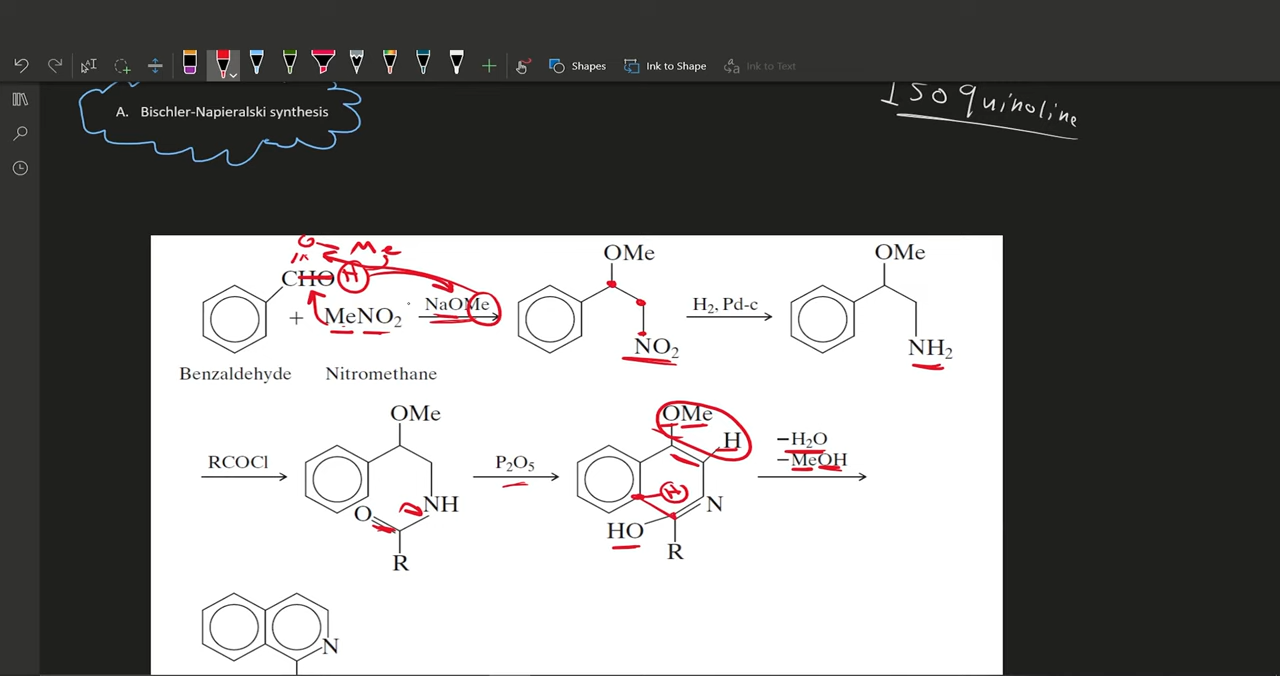 Shapes
Ink to Shape
Ink to Text
A. Bischler-Napieralski synthesis
Isoquinoline
O Me
CHO H
+ MeNO2
NaOMe
OMe
NO2
H2, Pd-c
OMe
NH2
Benzaldehyde
Nitromethane
RCOCl
OMe
O
NH
R
P2O5
OMe
H
H
N
HO
R
−H2O
−MeOH
N